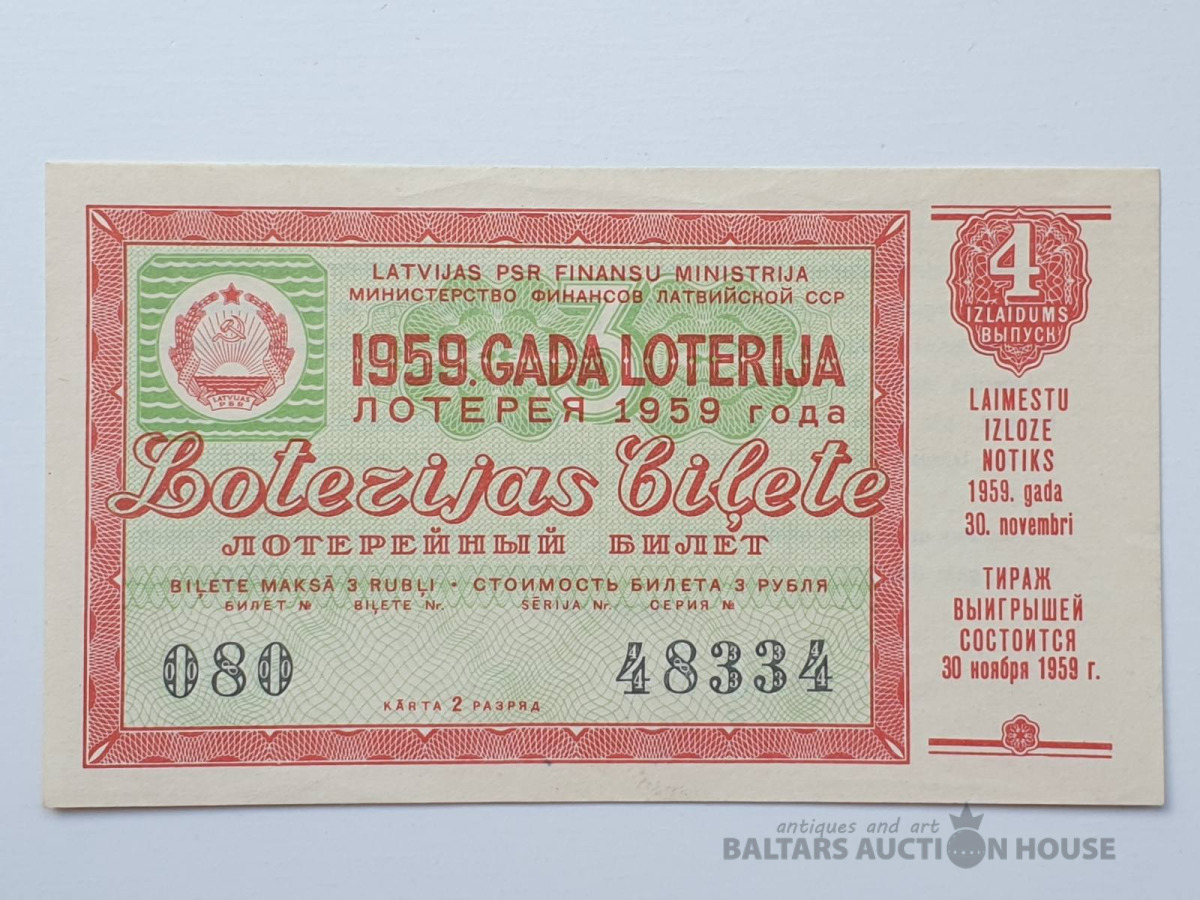 LATVIJAS PSR FINANSU MINISTRIJA
МИНИСТЕРСТВО ФИНАНСОВ ЛАТВИЙСКОЙ ССР
3
1959. GADA LOTERIJA
ЛОТЕРЕЯ 1959 года
LATVIJAS
PSR
Loterijas biļete
ЛОТЕРЕЙНЫЙ БИЛЕТ
BIĻETE MAKSĀ 3 RUBĻI • СТОИМОСТЬ БИЛЕТА 3 РУБЛЯ
БИЛЕТ № BIĻETE Nr. SĒRIJA Nr. СЕРИЯ №
080 48334
KĀRTA 2 РАЗРЯД
4
IZLAIDUMS
ВЫПУСК
LAIMESTU
IZLOZE
NOTIKS
1959. gada
30. novembri
ТИРАЖ
ВЫИГРЫШЕЙ
СОСТОИТСЯ
30 ноября 1959 г.
antiques and art
BALTARS AUCTION HOUSE